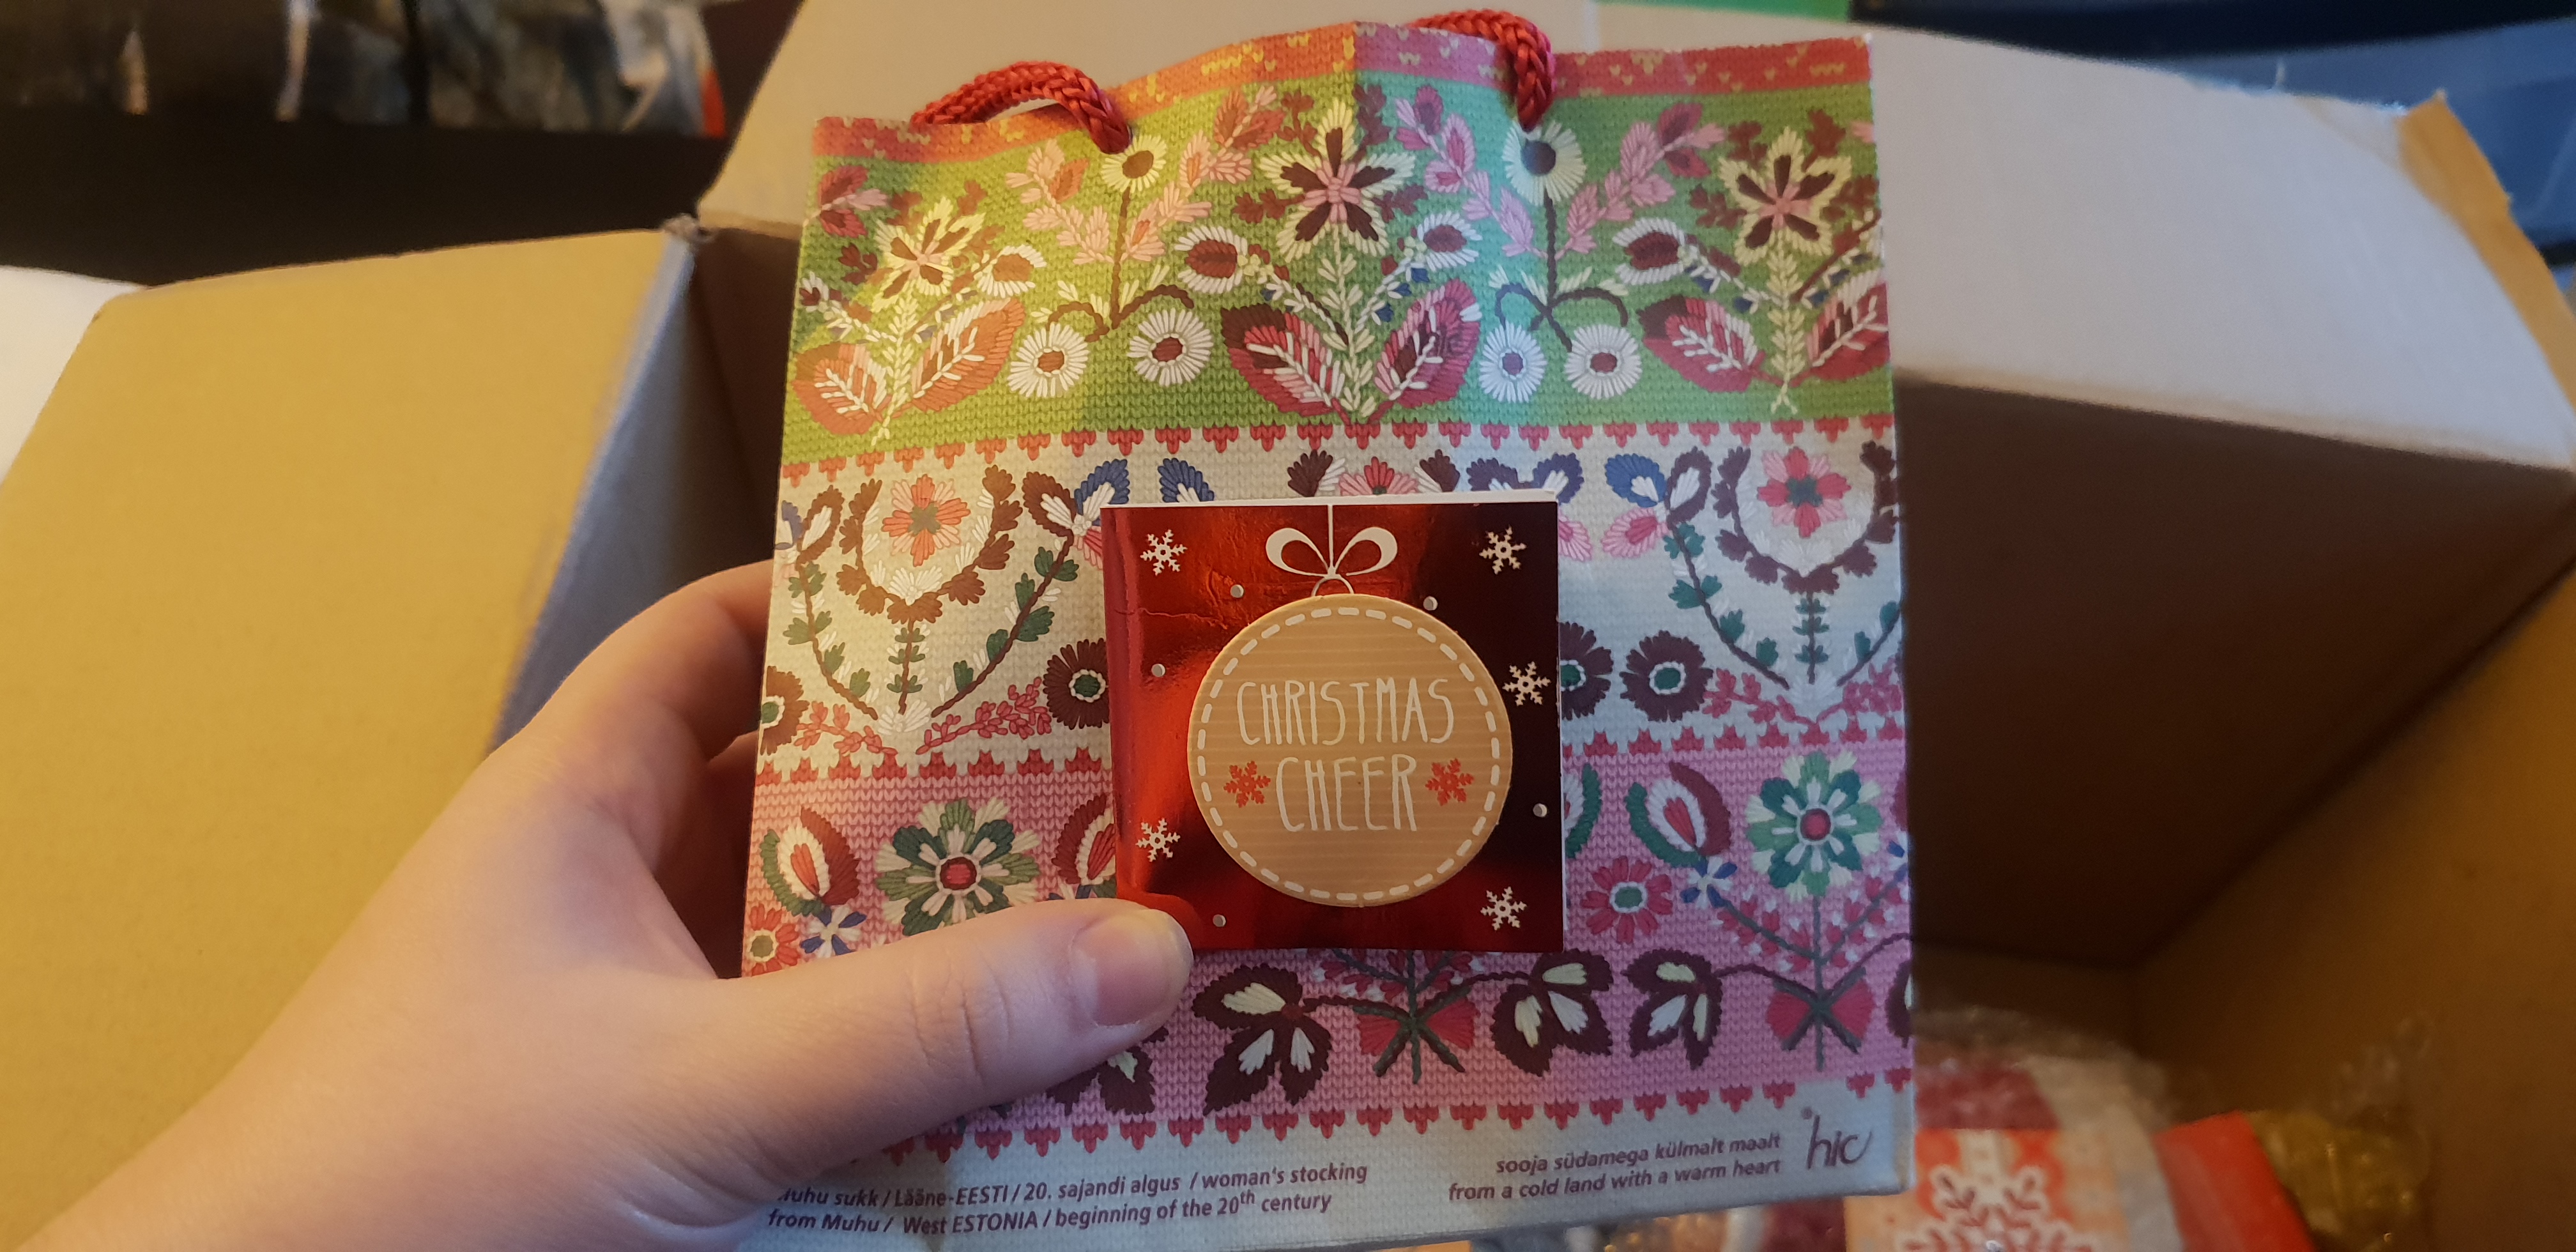 CHRISTMAS
CHEER
Muhu sukk / Lääne-EESTI / 20. sajandi algus / woman's stocking
from Muhu / West ESTONIA / beginning of the 20th century
sooja südamega külmalt maalt
from a cold land with a warm heart
®hic